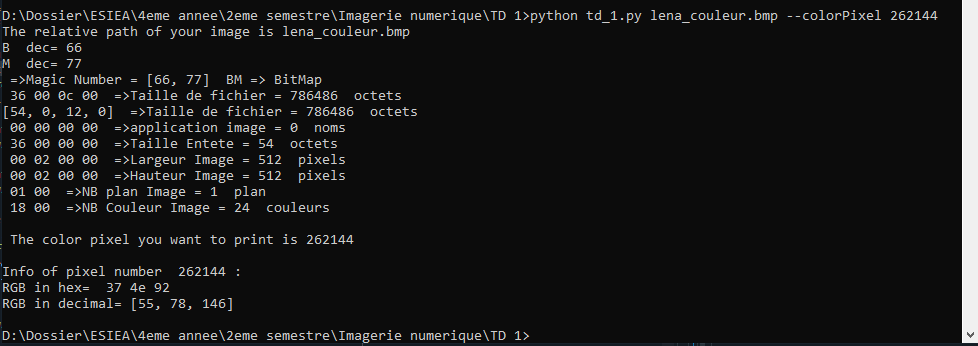 D:\Dossier\ESIEA\4eme annee\2eme semestre\Imagerie numerique\TD 1>python td_1.py lena_couleur.bmp --colorPixel 262144
The relative path of your image is lena_couleur.bmp
B  dec= 66
M  dec= 77
 =>Magic Number = [66, 77]  BM => BitMap
 36 00 0c 00  =>Taille de fichier = 786486  octets
[54, 0, 12, 0]  =>Taille de fichier = 786486  octets
 00 00 00 00  =>application image = 0  noms
 36 00 00 00  =>Taille Entete = 54  octets
 00 02 00 00  =>Largeur Image = 512  pixels
 00 02 00 00  =>Hauteur Image = 512  pixels
 01 00  =>NB plan Image = 1  plan
 18 00  =>NB Couleur Image = 24  couleurs
 The color pixel you want to print is 262144
Info of pixel number  262144 :
RGB in hex=  37 4e 92
RGB in decimal= [55, 78, 146]
D:\Dossier\ESIEA\4eme annee\2eme semestre\Imagerie numerique\TD 1>